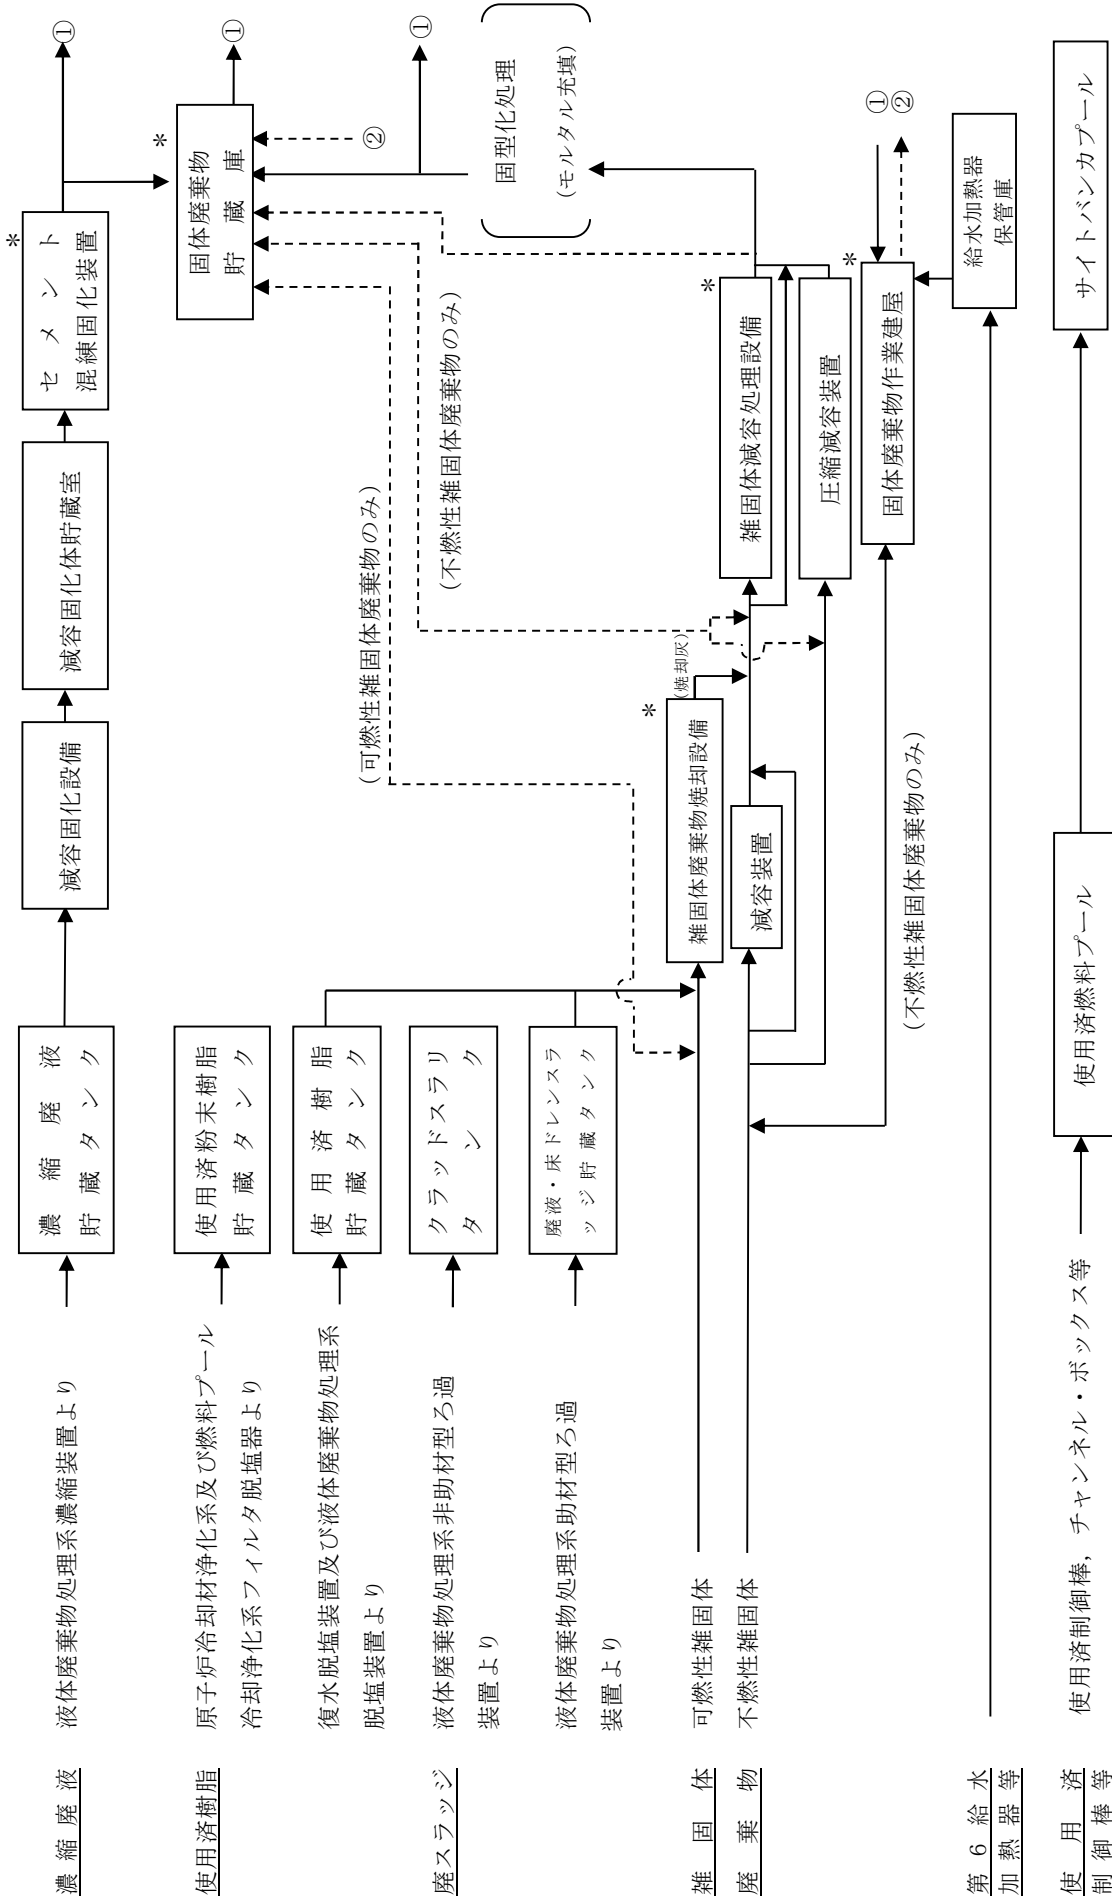 濃縮廃液
液体廃棄物処理系濃縮装置より
濃縮廃液
貯蔵タンク
減容固化設備
減容固化体貯蔵室
セメント
混練固化装置
*
①
使用済樹脂
原子炉冷却材浄化系及び燃料プール
冷却浄化系フィルタ脱塩器より
使用済粉末樹脂
貯蔵タンク
固体廃棄物
貯蔵庫
*
①
復水脱塩装置及び液体廃棄物処理系
脱塩装置より
使用済樹脂
貯蔵タンク
(可燃性雑固体廃棄物のみ)
②
廃スラッジ
液体廃棄物処理系非助材型ろ過
装置より
クラッドスラリ
タンク
(不燃性雑固体廃棄物のみ)
①
液体廃棄物処理系助材型ろ過
装置より
廃液・床ドレンスラ
ッジ貯蔵タンク
固型化処理
(モルタル充填)
雑固体
廃棄物
可燃性雑固体
不燃性雑固体
雑固体廃棄物焼却設備
*
(焼却灰)
減容装置
雑固体減容処理設備
*
圧縮減容装置
固体廃棄物作業建屋
*
①
②
(不燃性雑固体廃棄物のみ)
第6給水
加熱器等
給水加熱器
保管庫
使用済
制御棒等
使用済制御棒，チャンネル・ボックス等
使用済燃料プール
サイトバンカプール